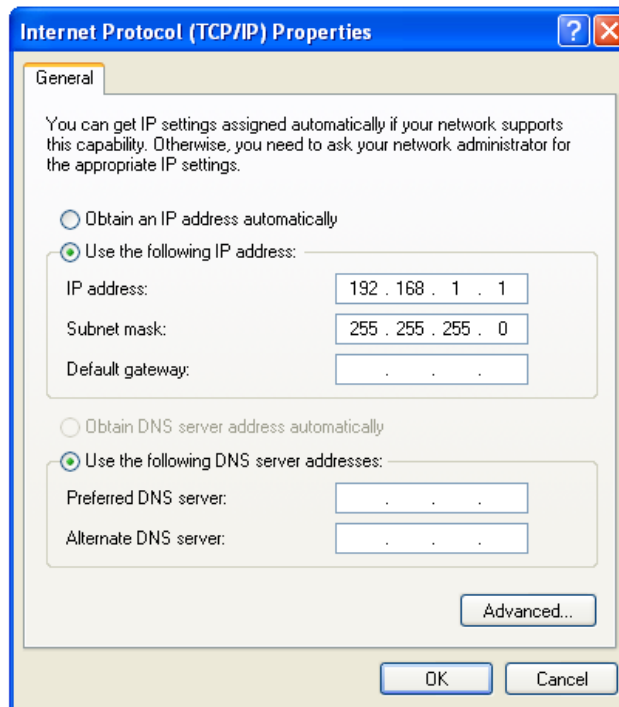 Internet Protocol (TCP/IP) Properties
General
You can get IP settings assigned automatically if your network supports
this capability. Otherwise, you need to ask your network administrator for
the appropriate IP settings.
Obtain an IP address automatically
Use the following IP address:
IP address: 192 . 168 . 1 . 1
Subnet mask: 255 . 255 . 255 . 0
Default gateway: . . .
Obtain DNS server address automatically
Use the following DNS server addresses:
Preferred DNS server: . . .
Alternate DNS server: . . .
Advanced...
OK Cancel